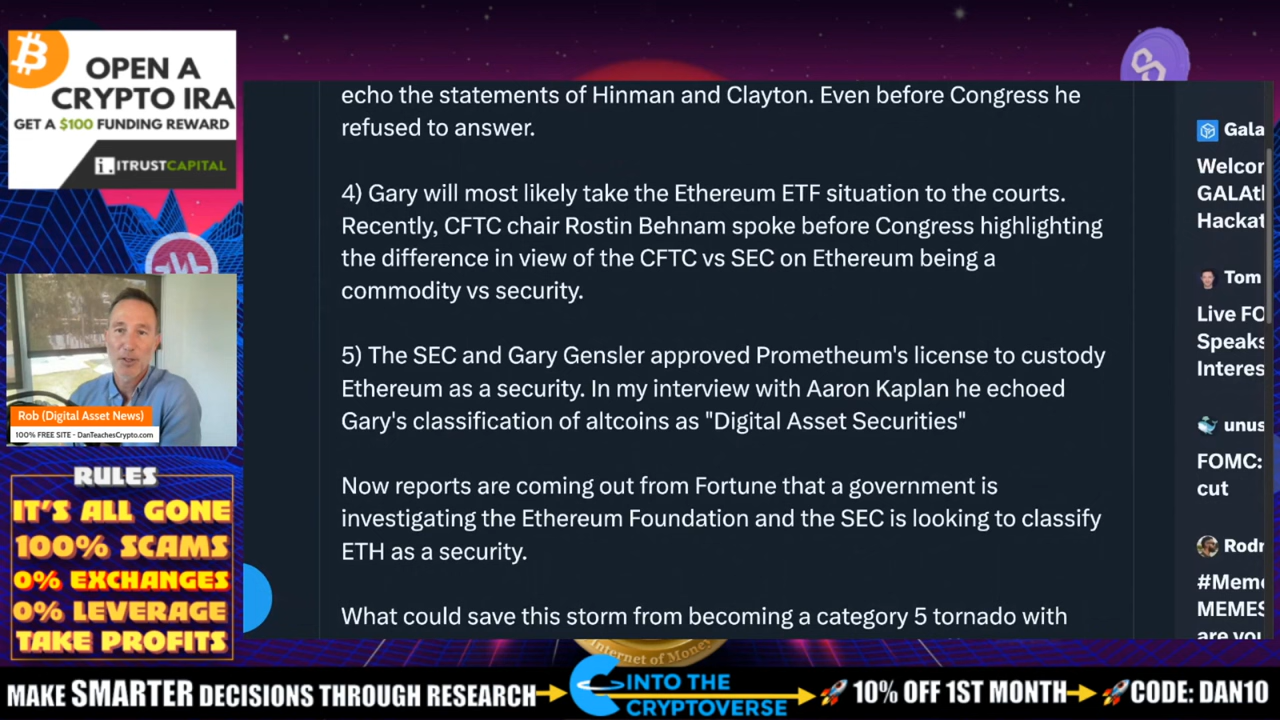 OPEN A
CRYPTO IRA
GET A $100 FUNDING REWARD
ITRUSTCAPITAL
echo the statements of Hinman and Clayton. Even before Congress he
refused to answer.
4) Gary will most likely take the Ethereum ETF situation to the courts.
Recently, CFTC chair Rostin Behnam spoke before Congress highlighting
the difference in view of the CFTC vs SEC on Ethereum being a
commodity vs security.
5) The SEC and Gary Gensler approved Prometheum's license to custody
Ethereum as a security. In my interview with Aaron Kaplan he echoed
Gary's classification of altcoins as "Digital Asset Securities"
Now reports are coming out from Fortune that a government is
investigating the Ethereum Foundation and the SEC is looking to classify
ETH as a security.
What could save this storm from becoming a category 5 tornado with
Gala
Welcor
GALAtl
Hackat
Tom
Live FO
Speaks
Interes
unus
FOMC:
cut
Rodr
#Meme
MEMES
are you
Rob (Digital Asset News)
100% FREE SITE - DanTeachesCrypto.com
RULES
IT'S ALL GONE
100% SCAMS
0% EXCHANGES
0% LEVERAGE
TAKE PROFITS
Internet of Money
MAKE SMARTER DECISIONS THROUGH RESEARCH
INTO THE
CRYPTOVERSE
10% OFF 1ST MONTH
CODE: DAN10